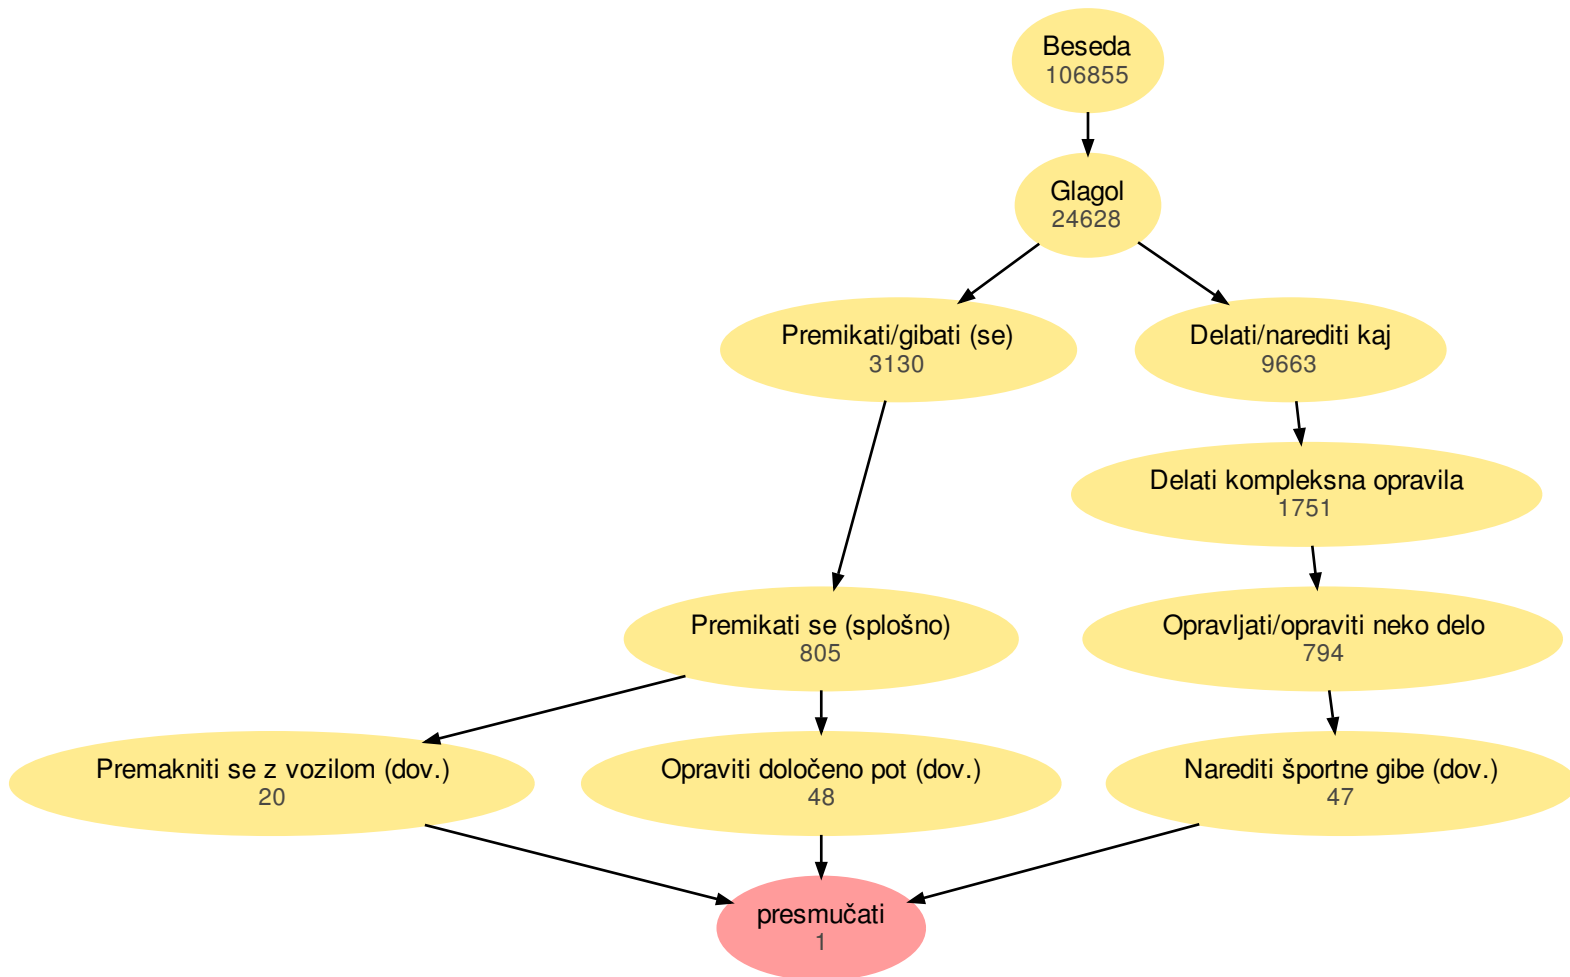 Beseda
106855
Glagol
24628
Premikati/gibati (se)
3130
Delati/narediti kaj
9663
Delati kompleksna opravila
1751
Premikati se (splošno)
805
Opravljati/opraviti neko delo
794
Premakniti se z vozilom (dov.)
20
Opraviti določeno pot (dov.)
48
Narediti športne gibe (dov.)
47
presmučati
1